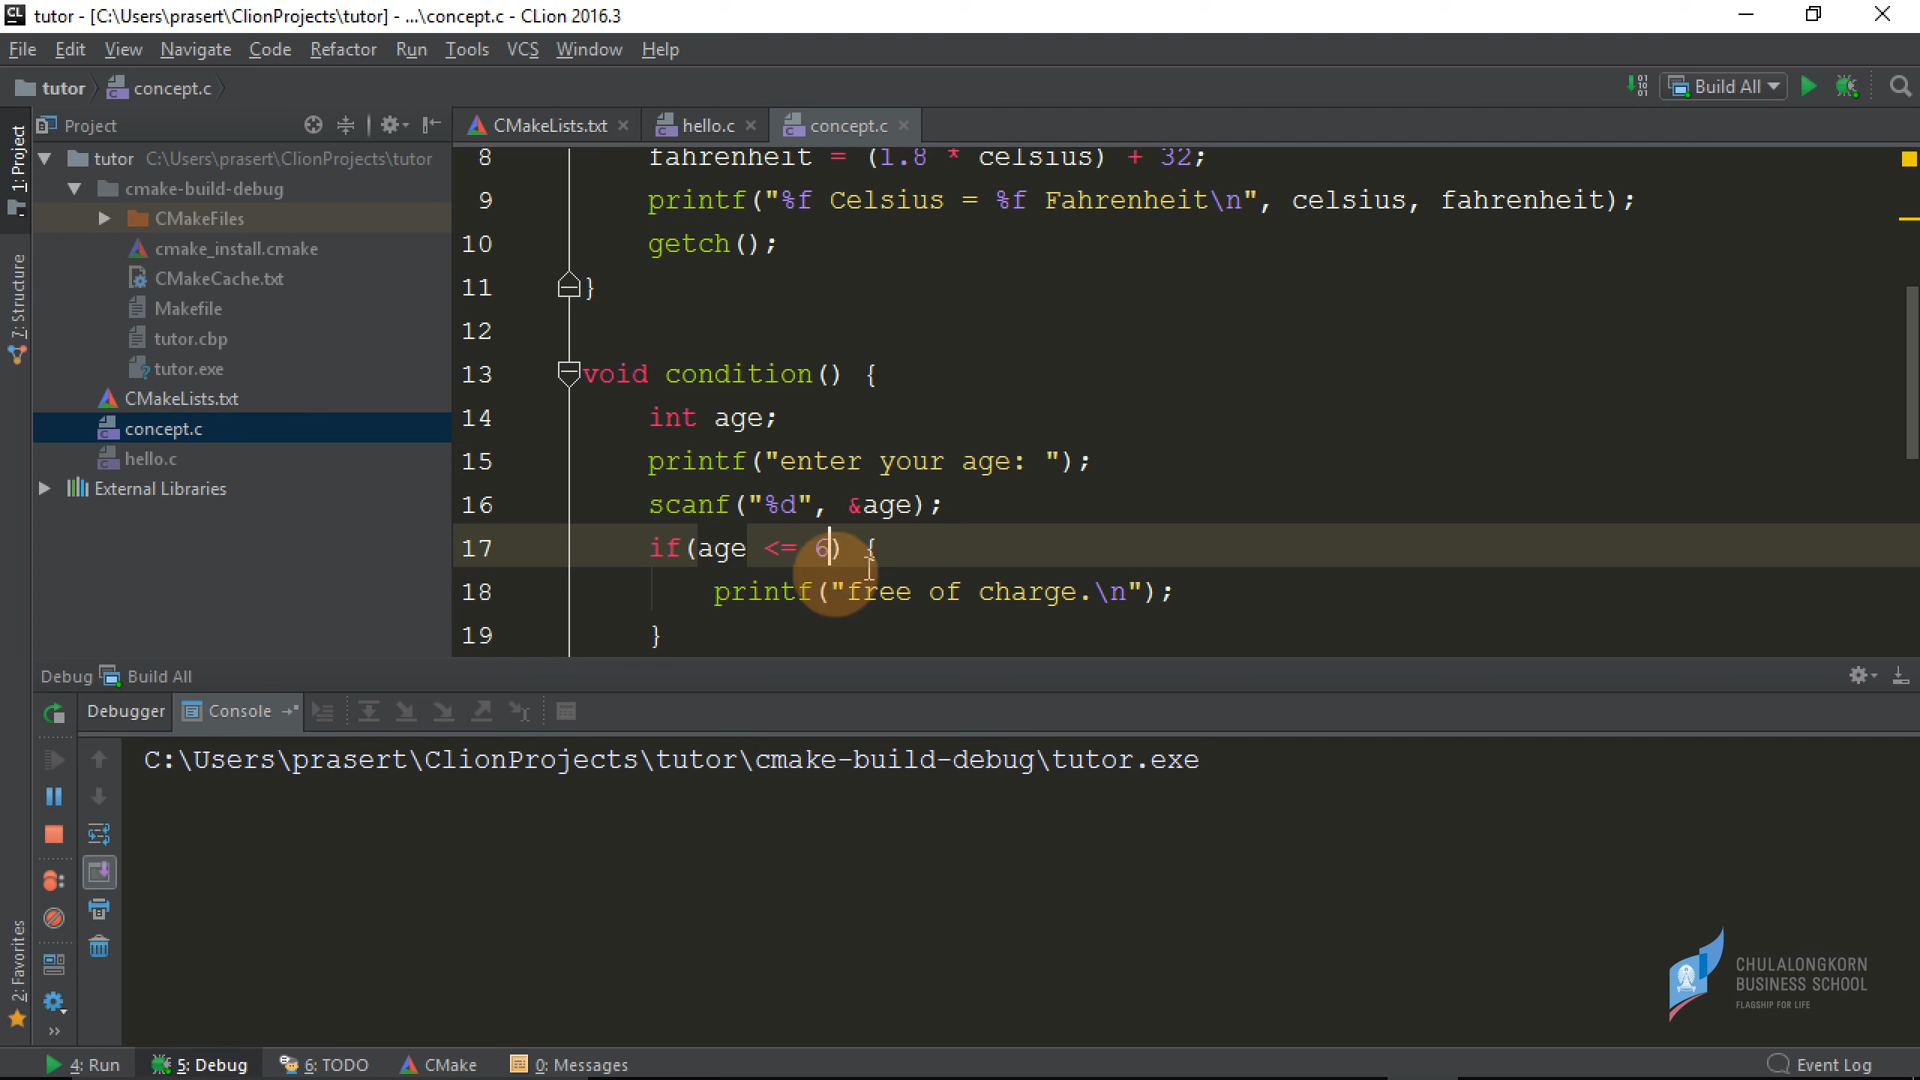 CL tutor - [C:\Users\prasert\ClionProjects\tutor] - ...\concept.c - CLion 2016.3
File Edit View Navigate Code Refactor Run Tools VCS Window Help
tutor concept.c Build All
1: Project
7: Structure
2: Favorites
Project
tutor C:\Users\prasert\ClionProjects\tutor
cmake-build-debug
CMakeFiles
cmake_install.cmake
CMakeCache.txt
Makefile
tutor.cbp
tutor.exe
CMakeLists.txt
concept.c
hello.c
External Libraries
CMakeLists.txt hello.c concept.c
8 fahrenheit = (1.8 * celsius) + 32;
9 printf("%f Celsius = %f Fahrenheit\n", celsius, fahrenheit);
10 getch();
11 }
12
13 void condition() {
14 int age;
15 printf("enter your age: ");
16 scanf("%d", &age);
17 if(age <= 6) {
18 printf("free of charge.\n");
19 }
Debug Build All
Debugger Console
C:\Users\prasert\ClionProjects\tutor\cmake-build-debug\tutor.exe
CHULALONGKORN
BUSINESS SCHOOL
FLAGSHIP FOR LIFE
4: Run 5: Debug 6: TODO CMake 0: Messages Event Log